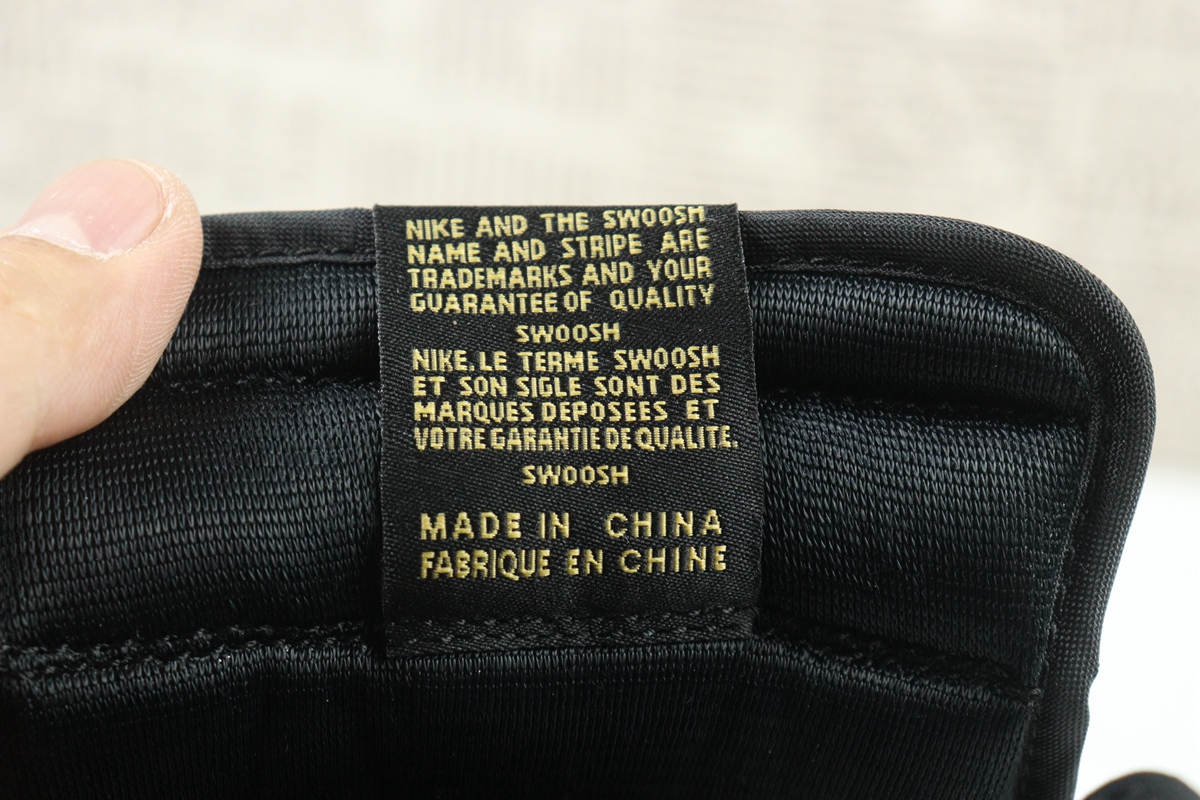 NIKE AND THE SWOOSH
NAME AND STRIPE ARE
TRADEMARKS AND YOUR
GUARANTEE OF QUALITY
SWOOSH
NIKE.LE TERME SWOOSH
ET SON SIGLE SONT DES
MARQUES DEPOSEES ET
VOTRE GARANTIE DE QUALITE.
SWOOSH
MADE IN CHINA
FABRIQUE EN CHINE